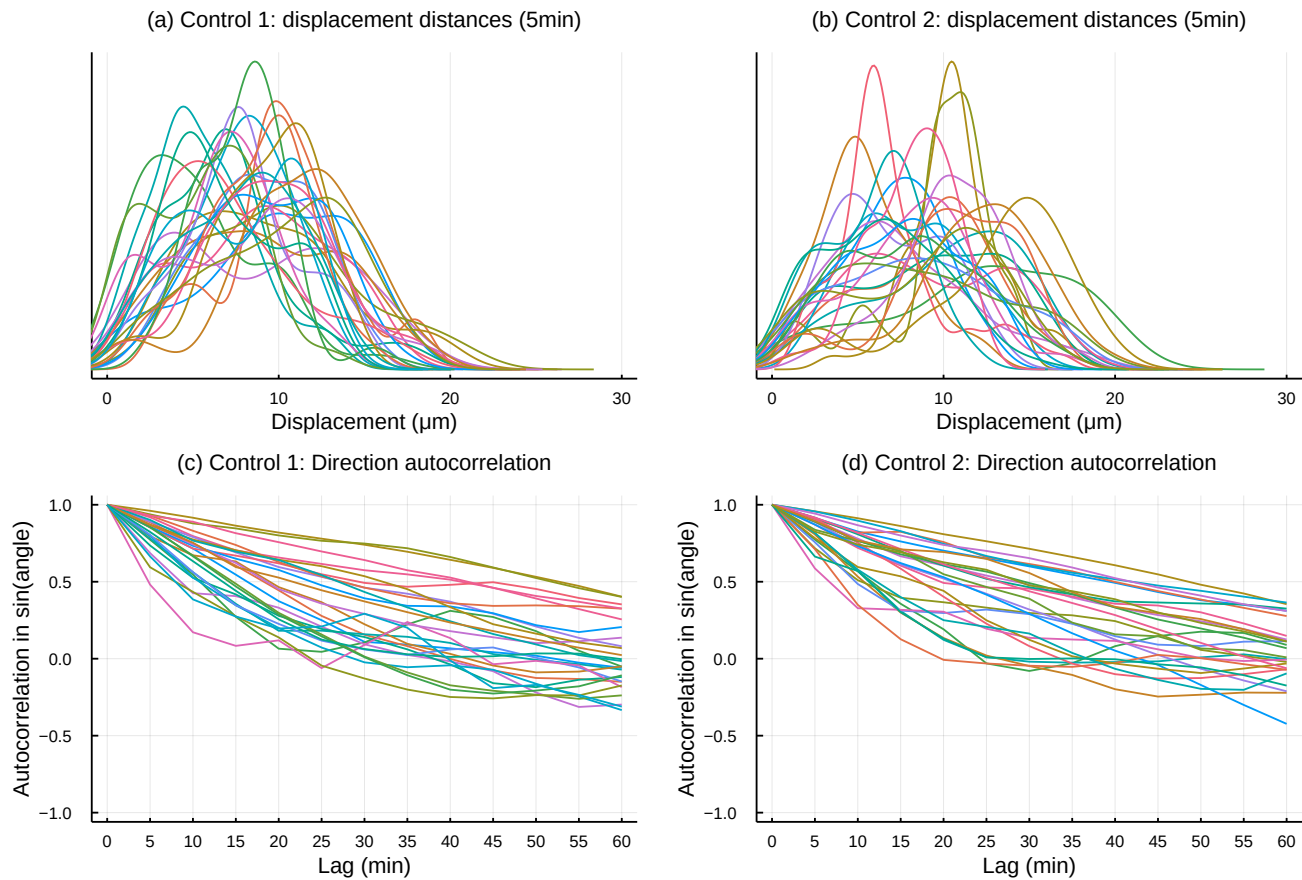 (a) Control 1: displacement distances (5min)
0 10 20 30
Displacement (μm)
(b) Control 2: displacement distances (5min)
0 10 20 30
Displacement (μm)
(c) Control 1: Direction autocorrelation
Autocorrelation in sin(angle)
1.0
0.5
0.0
−0.5
−1.0
0 5 10 15 20 25 30 35 40 45 50 55 60
Lag (min)
(d) Control 2: Direction autocorrelation
Autocorrelation in sin(angle)
1.0
0.5
0.0
−0.5
−1.0
0 5 10 15 20 25 30 35 40 45 50 55 60
Lag (min)